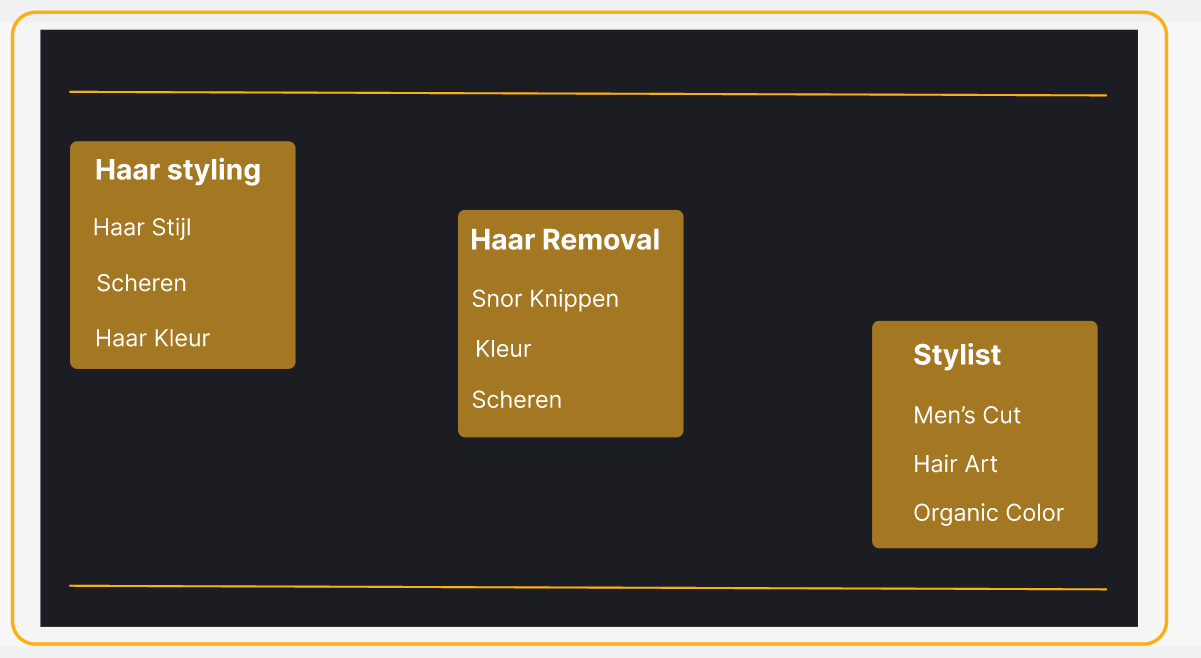 Haar styling
Haar Stijl
Scheren
Haar Kleur
Haar Removal
Snor Knippen
Kleur
Scheren
Stylist
Men’s Cut
Hair Art
Organic Color